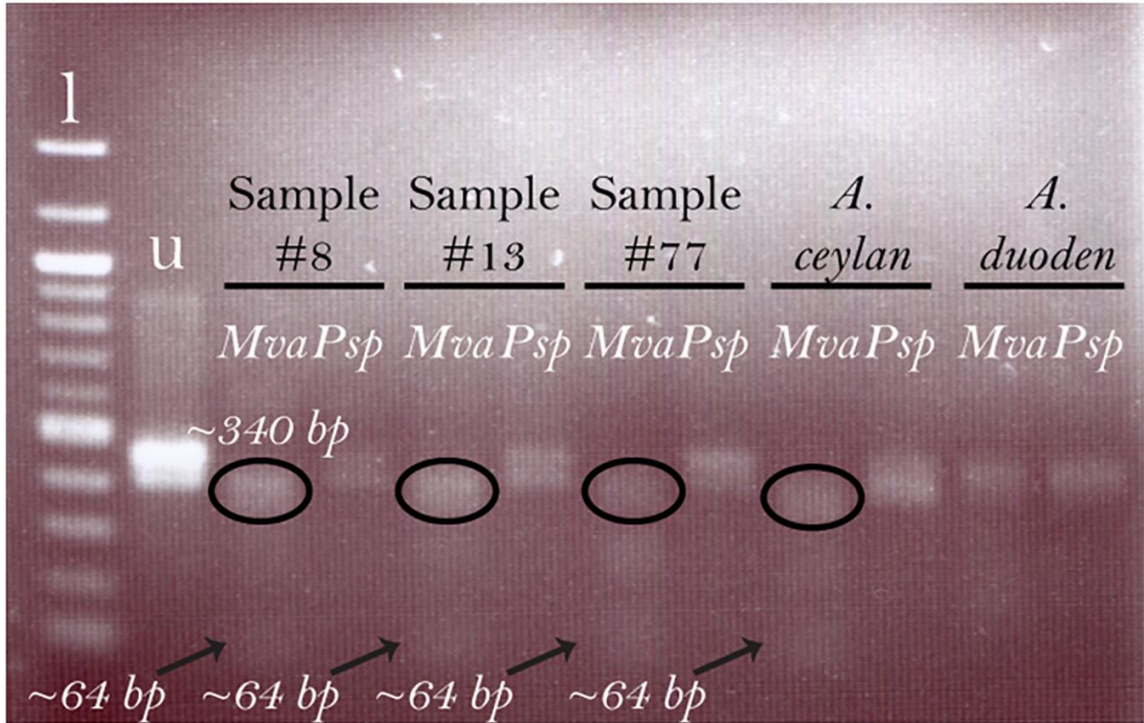 l
u
Sample Sample Sample A. A.
#8 #13 #77 ceylan duoden
Mva Psp Mva Psp Mva Psp Mva Psp Mva Psp
~340 bp
~64 bp ~64 bp ~64 bp ~64 bp